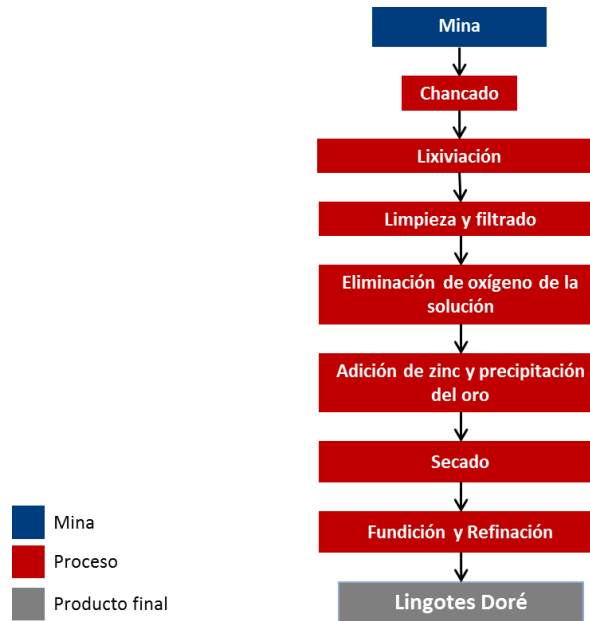 Mina
Chancado
Lixiviación
Limpieza y filtrado
Eliminación de oxígeno de la
solución
Adición de zinc y precipitación
del oro
Secado
Fundición y Refinación
Lingotes Doré
Mina
Proceso
Producto final